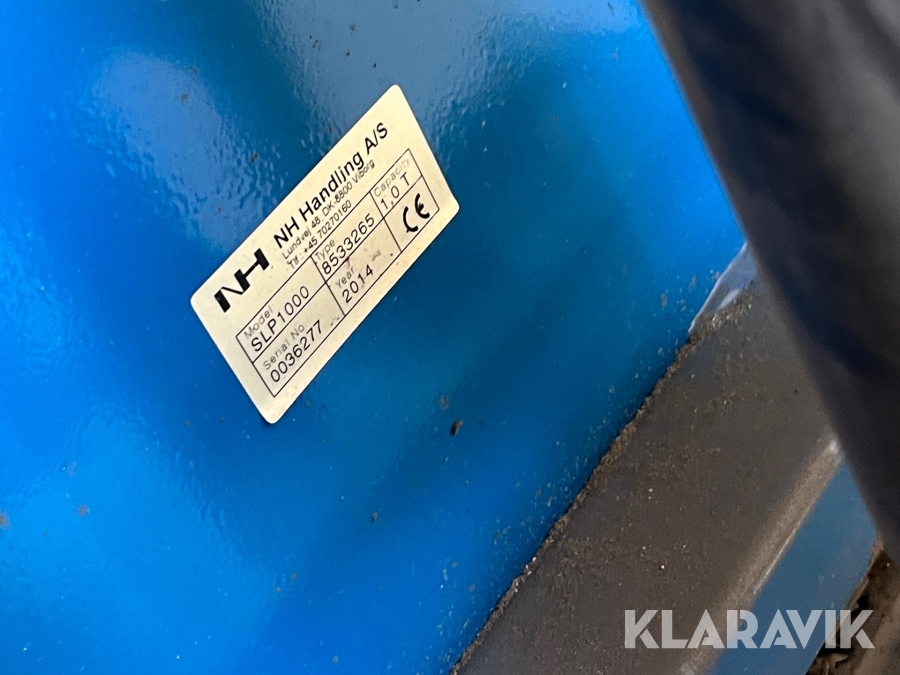 NH NH Handling A/S
Lundvej 48, DK-8800 Viborg
Tlf. +45 70270160
Model Type Capacity
SLP1000 8533265 1.0 T
Serial No. Year
0036277 2014 CE
KLARAVIK